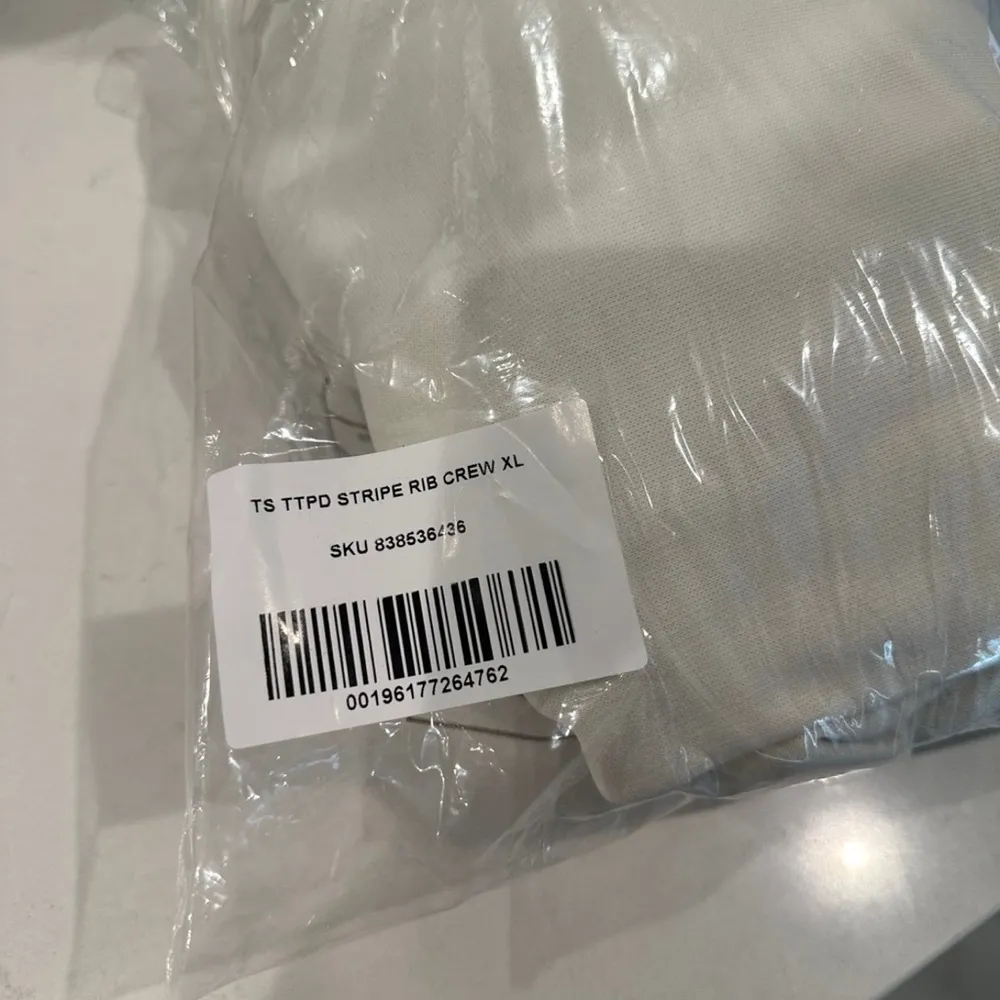 TS TTPD STRIPE RIB CREW XL
SKU 838536436
00196177264762